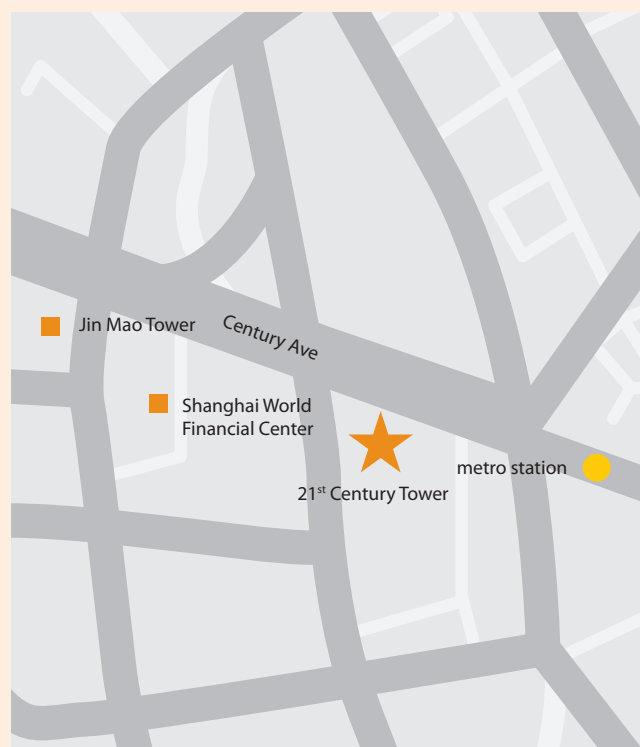 Jin Mao Tower
Century Ave
Shanghai World
Financial Center
metro station
21st Century Tower